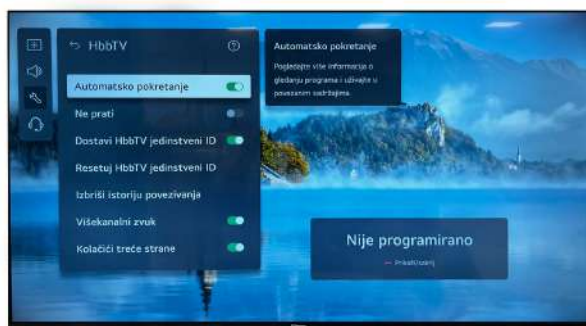 HbbTV
Automatsko pokretanje
Ne prati
Dostavi HbbTV jedinstveni ID
Resetuj HbbTV jedinstveni ID
Izbriši istoriju povezivanja
Višekanalni zvuk
Kolačići treće strane
Automatsko pokretanje
Pogledajte više informacija o
gledanju programa i uživajte u
povezanim sadržajima.
Nije programirano